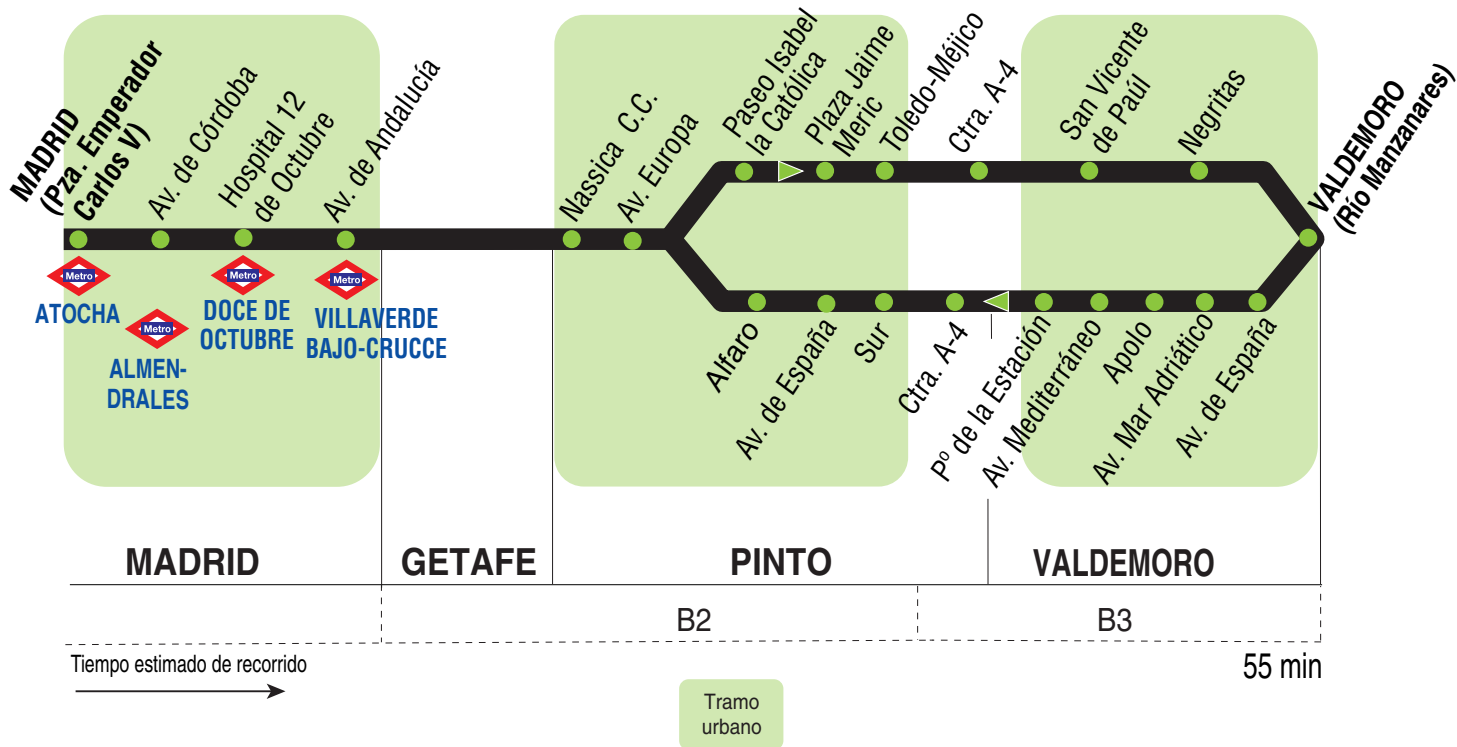 MADRID
(Pza. Emperador
Carlos V)
Av. de Córdoba
Hospital 12
de Octubre
Av. de Andalucía
Nassica C.C.
Av. Europa
Paseo Isabel
la Católica
Plaza Jaime
Meric
Toledo-Méjico
Ctra. A-4
San Vicente
de Paúl
Negritas
VALDEMORO
(Río Manzanares)
Metro
ATOCHA
Metro
ALMEN-
DRALES
Metro
DOCE DE
OCTUBRE
Metro
VILLAVERDE
BAJO-CRUCCE
Alfaro
Av. de España
Sur
Ctra. A-4
Pº de la Estación
Av. Mediterráneo
Apolo
Av. Mar Adriático
Av. de España
MADRID
GETAFE
PINTO
VALDEMORO
B2
B3
Tiempo estimado de recorrido
55 min
Tramo
urbano